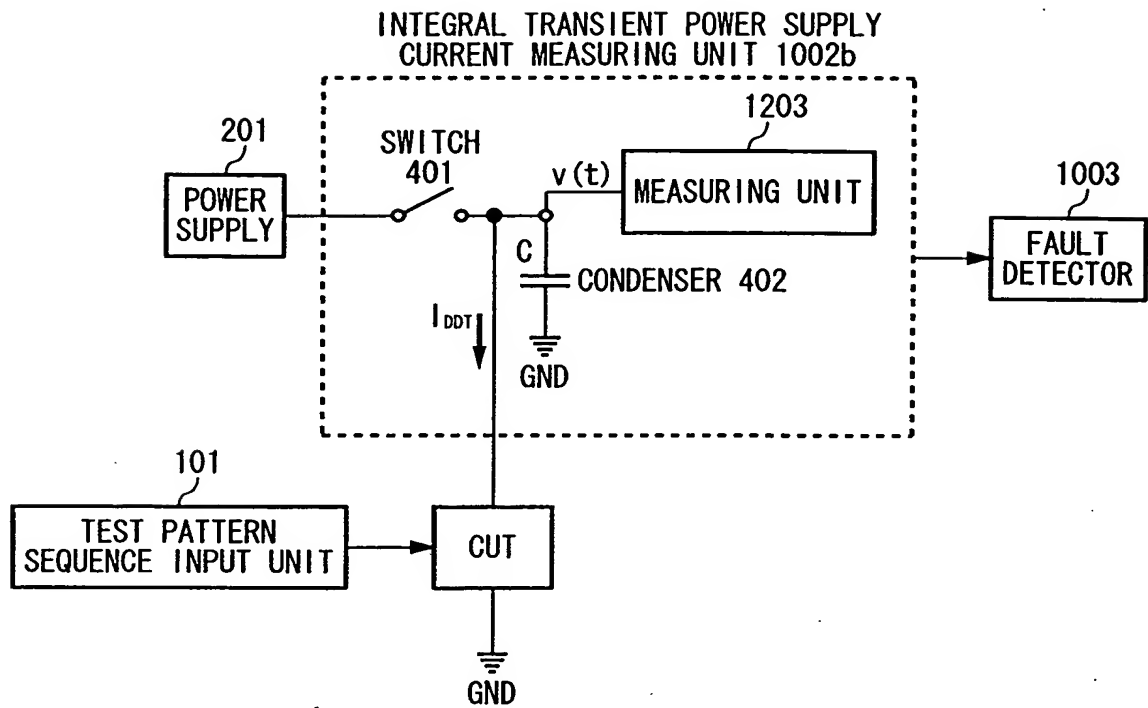 INTEGRAL TRANSIENT POWER SUPPLY
CURRENT MEASURING UNIT 1002b
201
POWER
SUPPLY
SWITCH
401
v(t)
1203
MEASURING UNIT
1003
FAULT
DETECTOR
C
CONDENSER 402
IDDT
GND
101
TEST PATTERN
SEQUENCE INPUT UNIT
CUT
GND